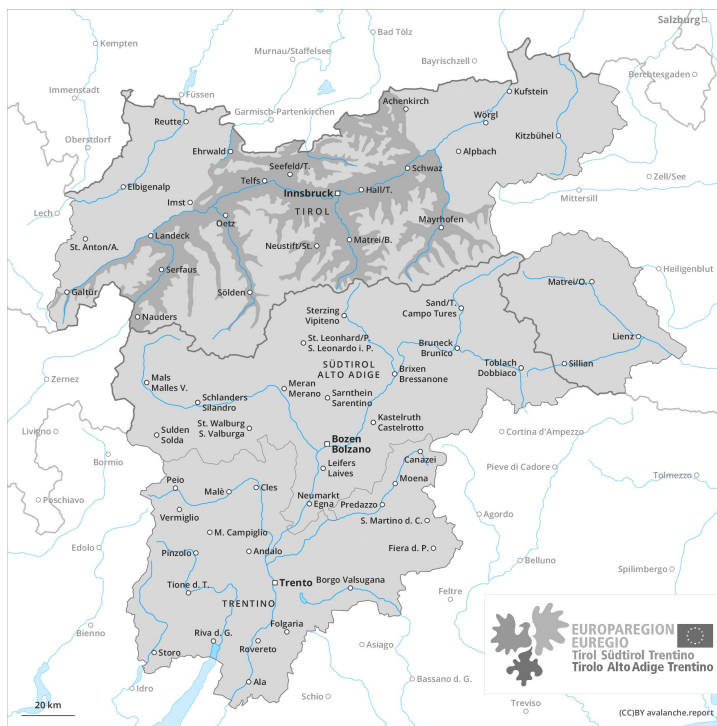 Salzburg
Kempten
Bad Tölz
Murnau/Staffelsee
Bayrischzell
Berchtesgaden
Immenstadt
Füssen
Garmisch-Partenkirchen
Achenkirch
Kufstein
Reutte
Wörgl
Oberstdorf
Kitzbühel
Ehrwald
Alpbach
Seefeld/T.
Schwaz
Zell/See
Telfs
Elbigenalp
Innsbruck
Hall/T.
Mittersill
Imst
TIROL
Lech
Oetz
Mayrhofen
St. Anton/A.
Landeck
Neustift/St.
Matrei/B.
Serfaus
Heiligenblut
Galtür
Sölden
Matrei/O.
Nauders
Sterzing
Vipiteno
Sand/T.
Campo Tures
Lienz
St. Leonhard/P.
S. Leonardo i. P.
Bruneck
Brunico
Sillian
SÜDTIROL
ALTO ADIGE
Toblach
Dobbiaco
Brixen
Bressanone
Zernez
Mals
Malles V.
Meran
Merano
Sarnthein
Sarentino
Schlanders
Silandro
St. Walburg
S. Valburga
Kastelruth
Castelrotto
Livigno
Sulden
Solda
Cortina d'Ampezzo
Bozen
Bolzano
Bormio
Canazei
Leifers
Laives
Pieve di Cadore
Tolmezzo
Peio
Malè
Cles
Moena
Poschiavo
Neumarkt
Egna
Predazzo
Vermiglio
Agordo
S. Martino d. C.
M. Campiglio
Edolo
Pinzolo
Andalo
Fiera d. P.
Belluno
Spilimbergo
Tione d. T.
Trento
Borgo Valsugana
Feltre
TRENTINO
Folgaria
Bienno
Riva d. G.
Rovereto
Asiago
Storo
Ala
Bassano d. G.
Idro
Schio
Treviso
EUROPAREGION
EUREGIO
Tirol Südtirol Trentino
Tirolo Alto Adige Trentino
20 km
(CC)BY avalanche.report